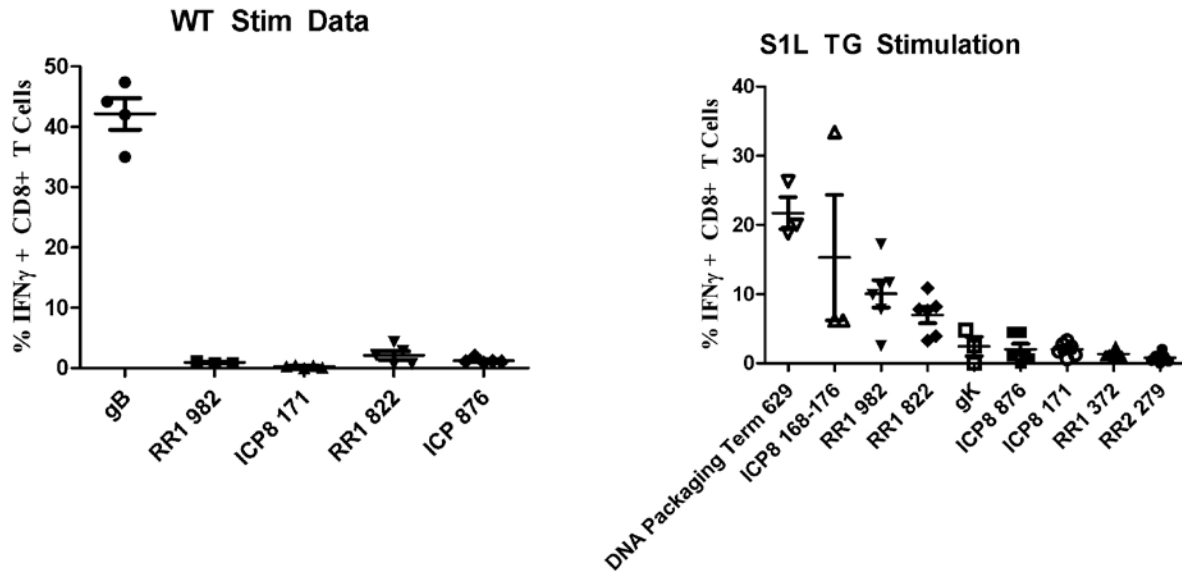 WT Stim Data
% IFNγ + CD8+ T Cells
50
40
30
20
10
0
gB
RR1 982
ICP8 171
RR1 822
ICP 876
S1L TG Stimulation
% IFNγ + CD8+ T Cells
40
30
20
10
0
DNA Packaging Term 629
ICP8 168-176
RR1 982
RR1 822
gK
ICP8 876
ICP8 171
RR1 372
RR2 279